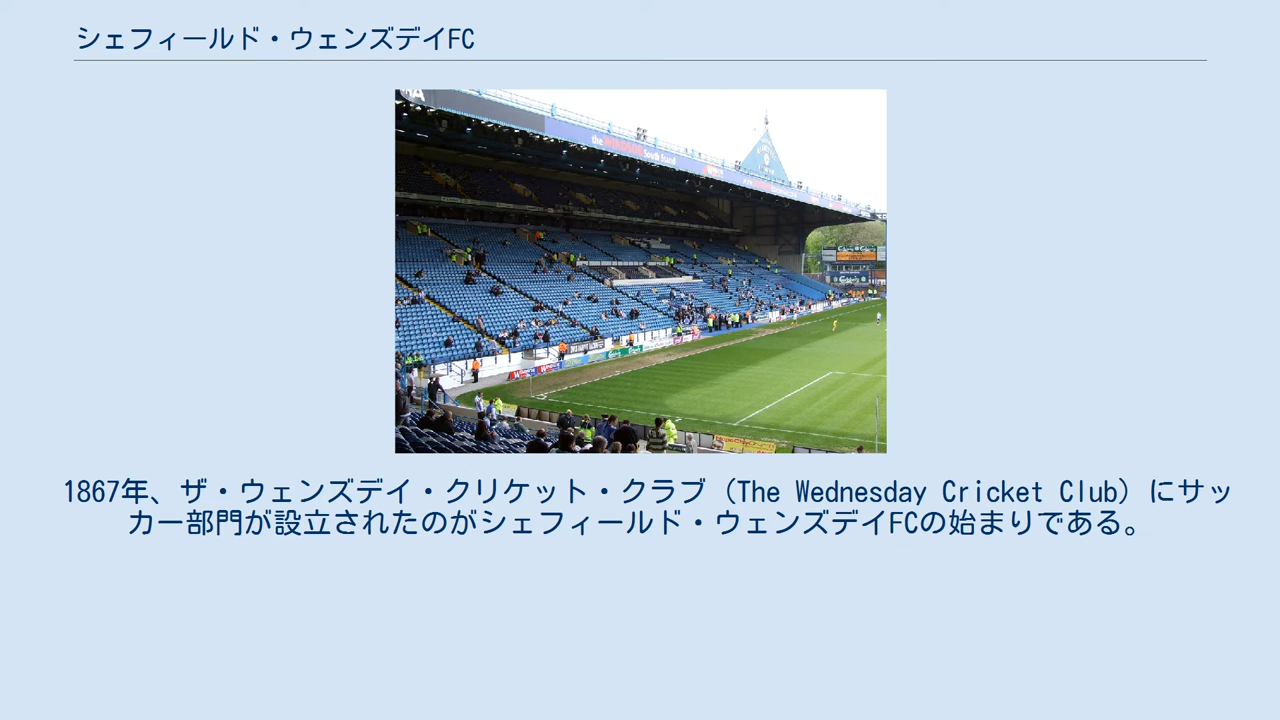 シェフィールド・ウェンズデイFC
the WINDSOR South Stand
1867年、ザ・ウェンズデイ・クリケット・クラブ（The Wednesday Cricket Club）にサッ
カー部門が設立されたのがシェフィールド・ウェンズデイFCの始まりである。